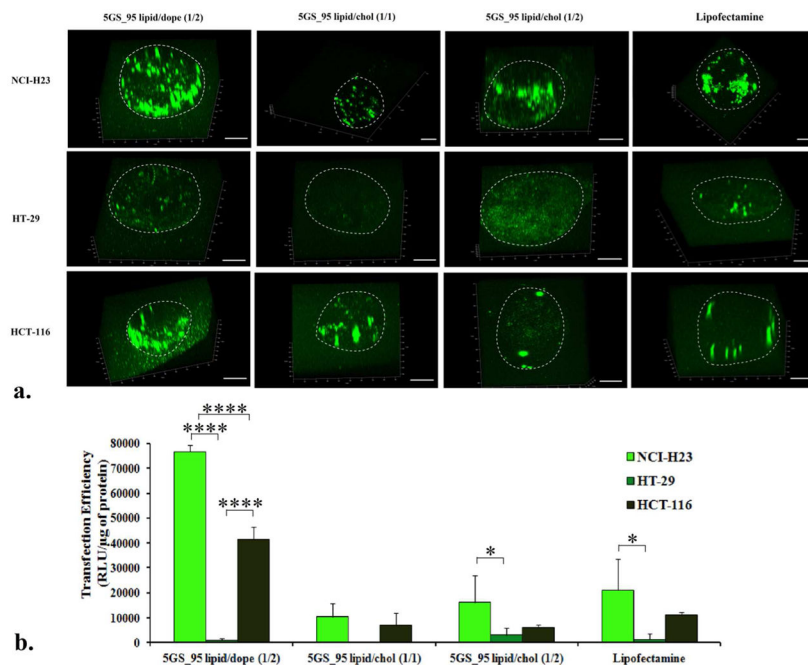 a.
5GS_95 lipid/dope (1/2) 5GS_95 lipid/chol (1/1) 5GS_95 lipid/chol (1/2) Lipofectamine
NCI-H23
HT-29
HCT-116
b.
Transfection Efficiency
(RLU/µg of protein)
80000
70000
60000
50000
40000
30000
20000
10000
0
****
****
****
*
*
NCI-H23
HT-29
HCT-116
5GS_95 lipid/dope (1/2) 5GS_95 lipid/chol (1/1) 5GS_95 lipid/chol (1/2) Lipofectamine